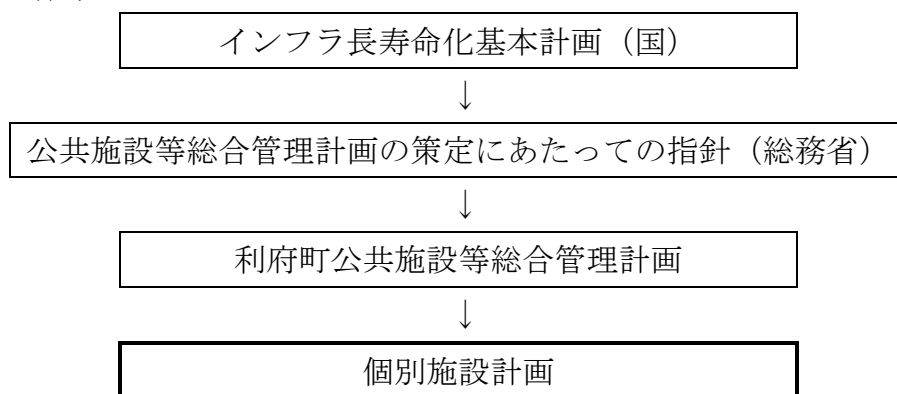 インフラ長寿命化基本計画（国）
↓
公共施設等総合管理計画の策定にあたっての指針（総務省）
↓
利府町公共施設等総合管理計画
↓
個別施設計画